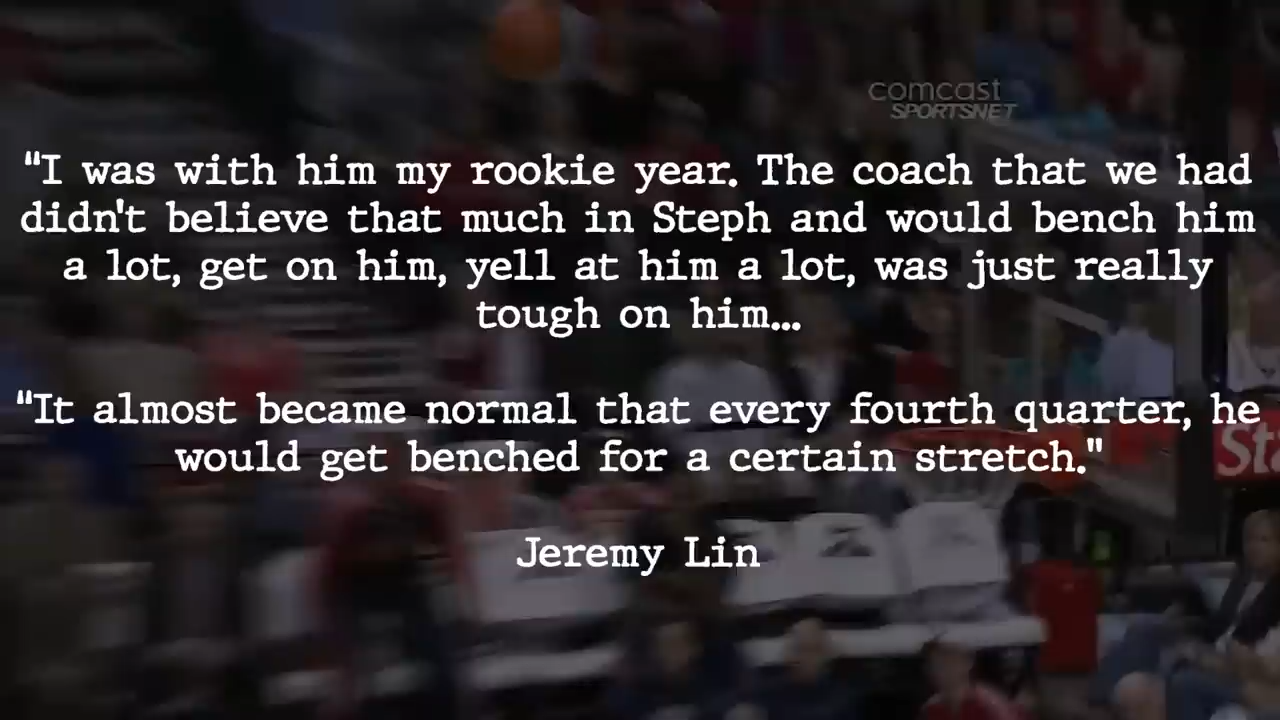 comcast
SPORTSNET
"I was with him my rookie year. The coach that we had
didn't believe that much in Steph and would bench him
a lot, get on him, yell at him a lot, was just really
tough on him...
"It almost became normal that every fourth quarter, he
would get benched for a certain stretch."
Jeremy Lin